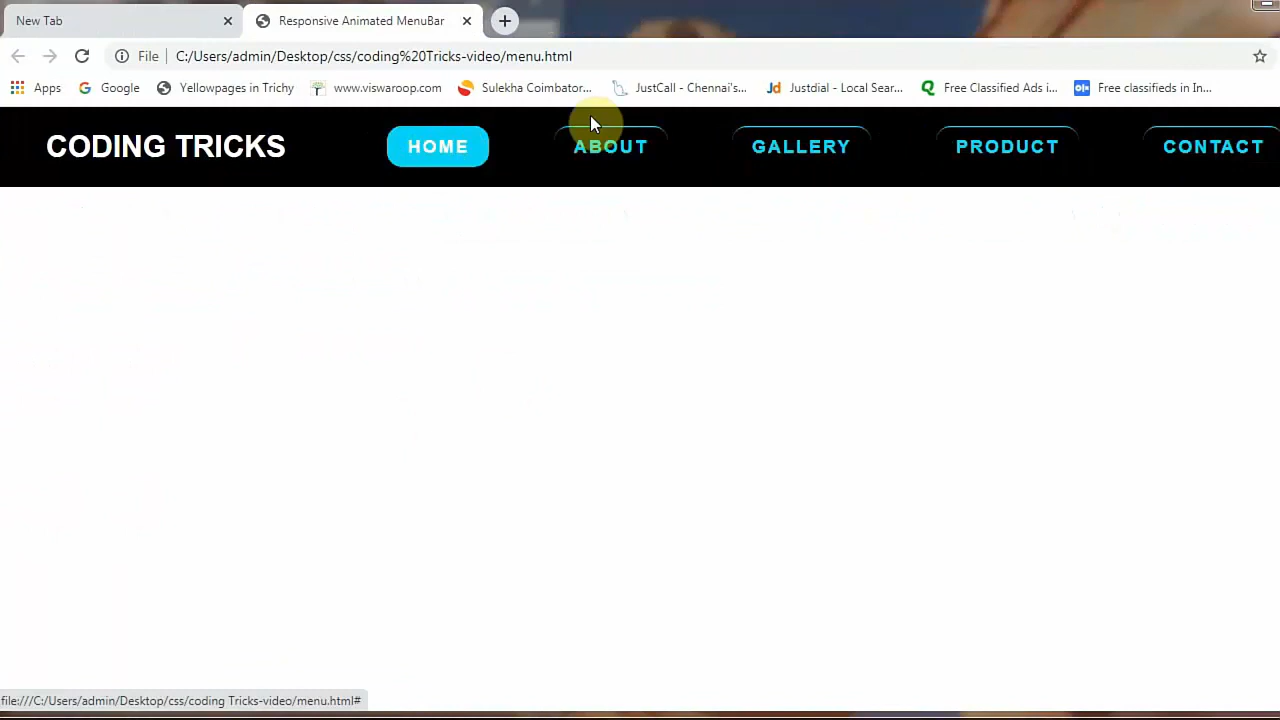 New Tab
Responsive Animated MenuBar
File
C:/Users/admin/Desktop/css/coding%20Tricks-video/menu.html
Apps
Google
Yellowpages in Trichy
www.viswaroop.com
Sulekha Coimbator...
JustCall - Chennai's...
Jd
Justdial - Local Sear...
Free Classified Ads i...
Free classifieds in In...
CODING TRICKS
HOME
ABOUT
GALLERY
PRODUCT
CONTACT
file:///C:/Users/admin/Desktop/css/coding Tricks-video/menu.html#